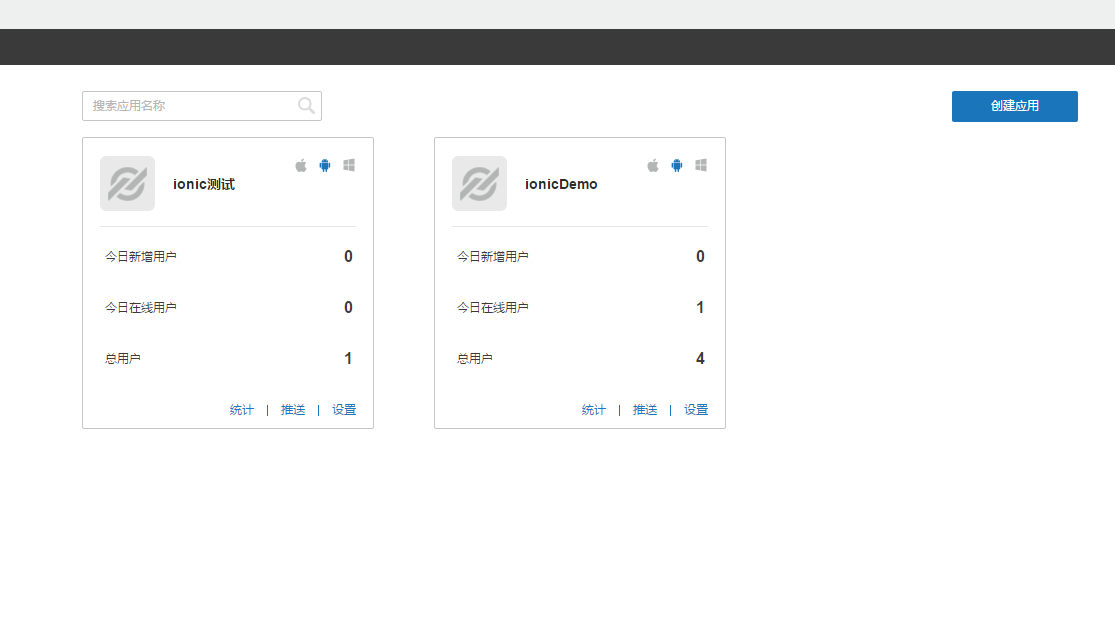 搜索应用名称
创建应用
ionic测试
今日新增用户 0
今日在线用户 0
总用户 1
统计 | 推送 | 设置
ionicDemo
今日新增用户 0
今日在线用户 1
总用户 4
统计 | 推送 | 设置